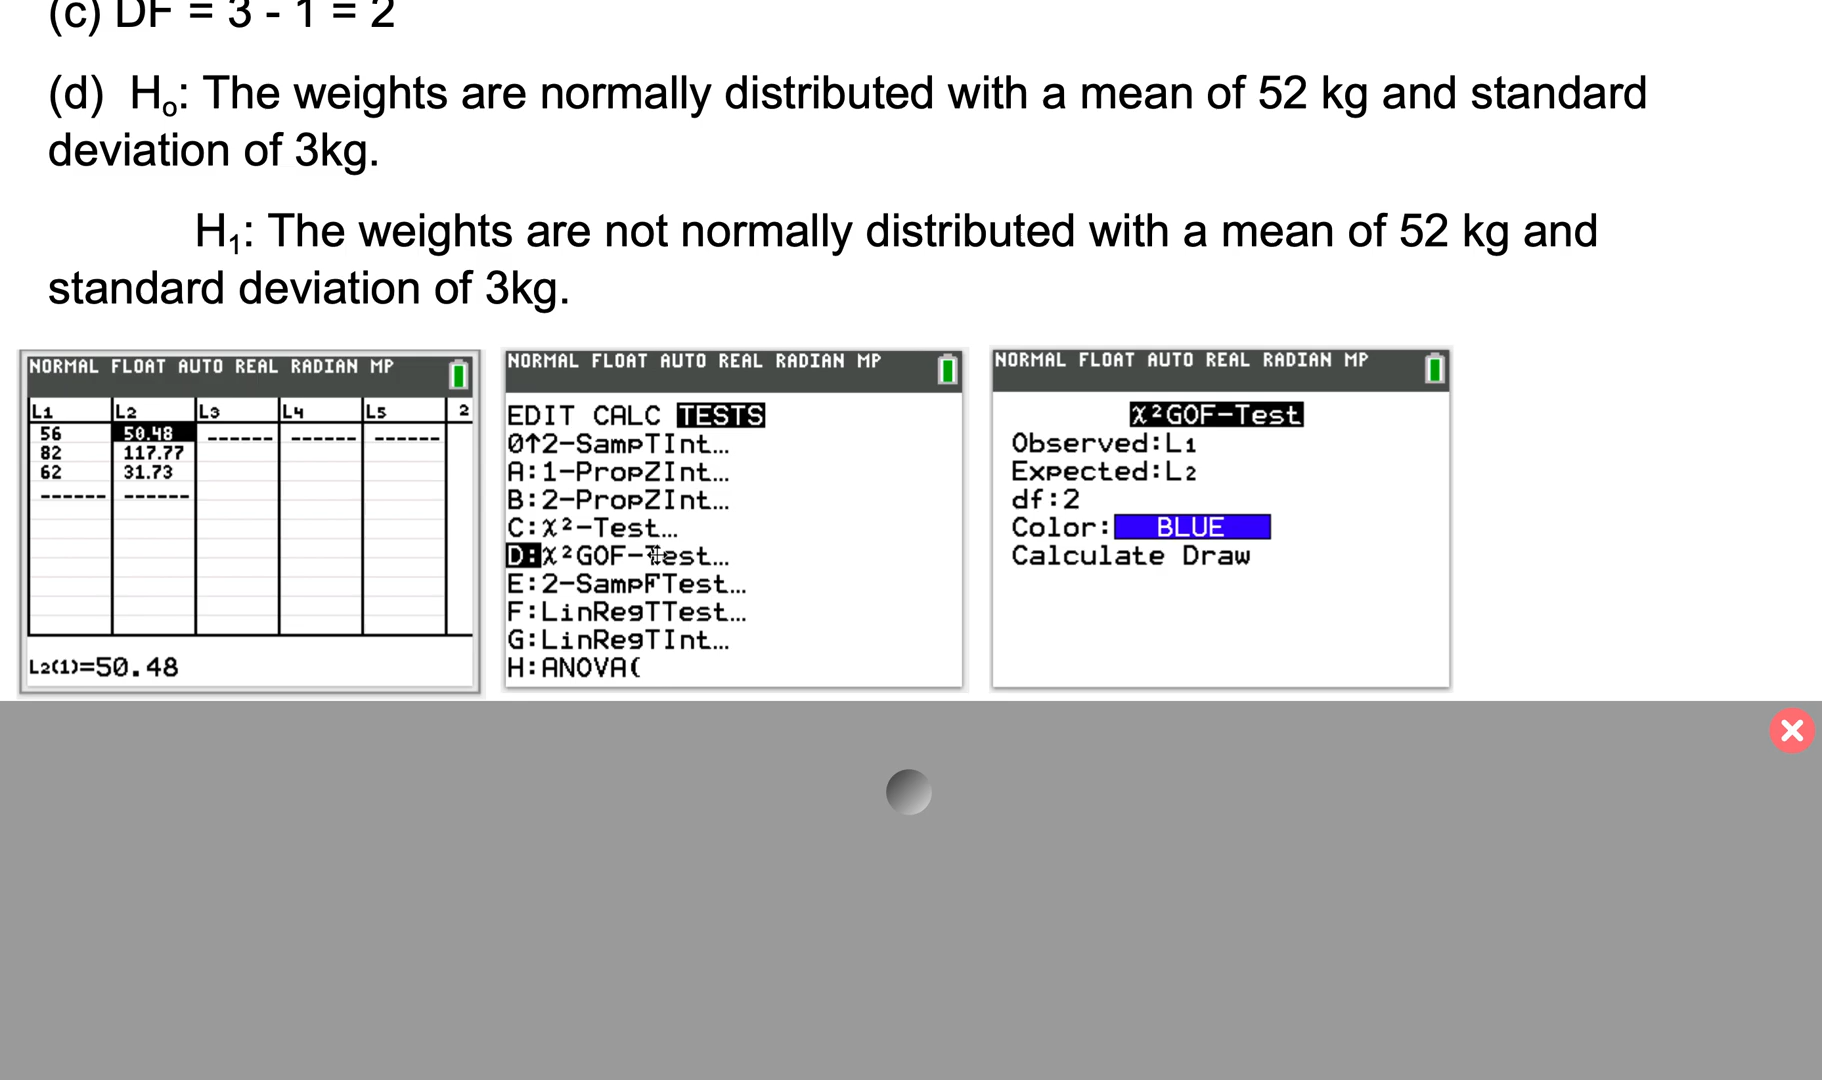 (c) DF = 3 - 1 = 2
(d) Ho: The weights are normally distributed with a mean of 52 kg and standard
deviation of 3kg.
H1: The weights are not normally distributed with a mean of 52 kg and
standard deviation of 3kg.
NORMAL FLOAT AUTO REAL RADIAN MP
L1 L2 L3 L4 L5 2
56 50.48 ------ ------ ------
82 117.77
62 31.73
------ ------
L2(1)=50.48
NORMAL FLOAT AUTO REAL RADIAN MP
EDIT CALC TESTS
0↑2-SampTInt…
A:1-PropZInt…
B:2-PropZInt…
C:χ²-Test…
D:χ²GOF-Test…
E:2-SampFTest…
F:LinRegTTest…
G:LinRegTInt…
H:ANOVA(
NORMAL FLOAT AUTO REAL RADIAN MP
χ²GOF-Test
Observed:L1
Expected:L2
df:2
Color: BLUE
Calculate Draw